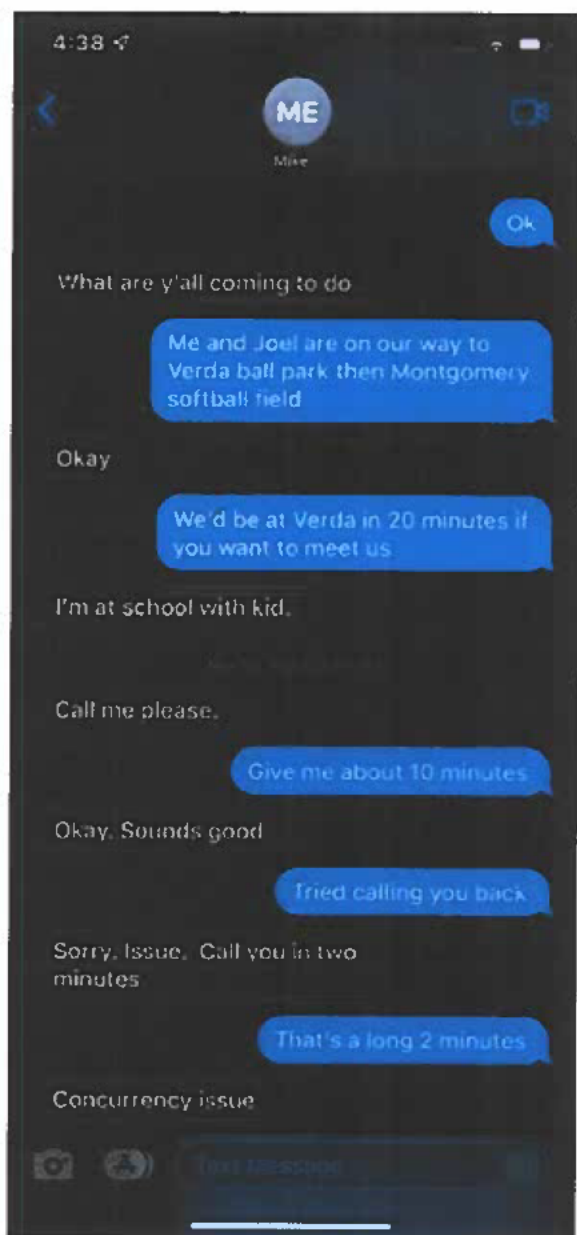 4:38
ME
Mike
Ok
What are y'all coming to do
Me and Joel are on our way to
Verda ball park then Montgomery
softball field
Okay
We'd be at Verda in 20 minutes if
you want to meet us
I'm at school with kid.
Call me please.
Give me about 10 minutes
Okay. Sounds good
Tried calling you back
Sorry. Issue. Call you in two
minutes
That's a long 2 minutes
Concurrency issue
Text Message